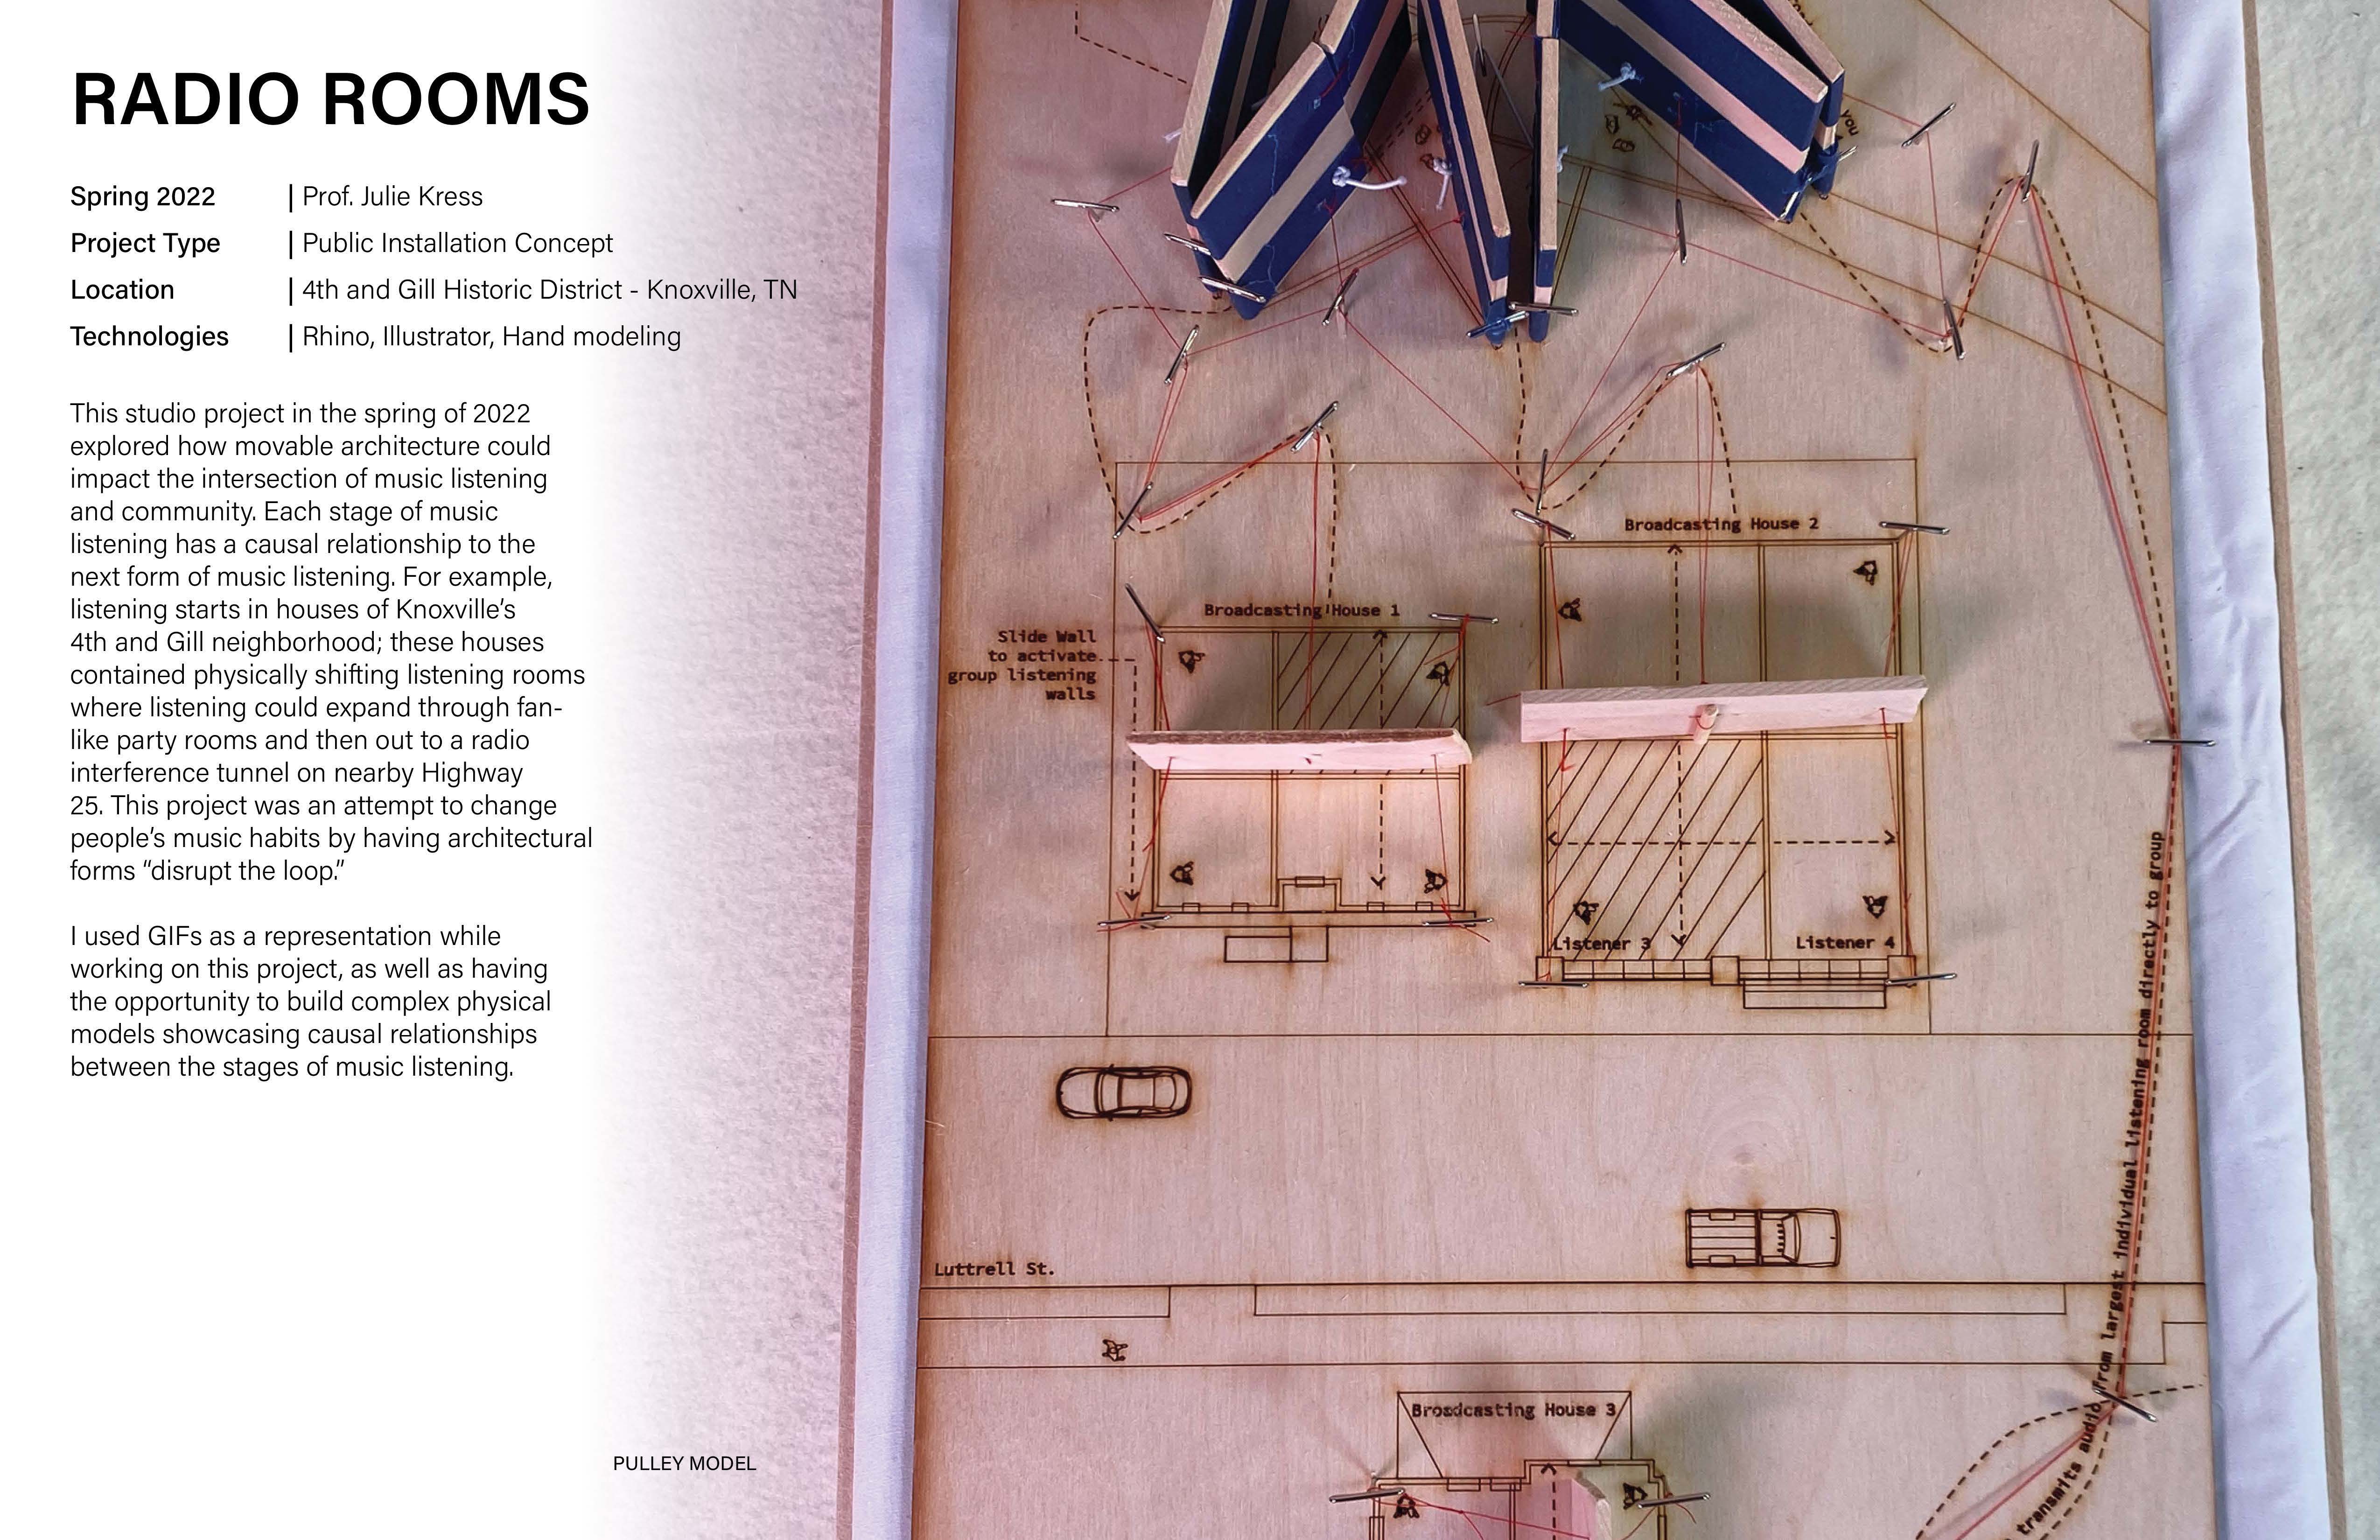 RADIO ROOMS
Spring 2022 | Prof. Julie Kress
Project Type | Public Installation Concept
Location | 4th and Gill Historic District - Knoxville, TN
Technologies | Rhino, Illustrator, Hand modeling
This studio project in the spring of 2022
explored how movable architecture could
impact the intersection of music listening
and community. Each stage of music
listening has a causal relationship to the
next form of music listening. For example,
listening starts in houses of Knoxville’s
4th and Gill neighborhood; these houses
contained physically shifting listening rooms
where listening could expand through fan-
like party rooms and then out to a radio
interference tunnel on nearby Highway
25. This project was an attempt to change
people’s music habits by having architectural
forms “disrupt the loop.”
I used GIFs as a representation while
working on this project, as well as having
the opportunity to build complex physical
models showcasing causal relationships
between the stages of music listening.
PULLEY MODEL
you
Broadcasting House 2
Broadcasting House 1
Slide Wall
to activate
group listening
walls
Listener 3
Listener 4
Luttrell St.
Broadcasting House 3
transmits audio from largest individual listening room directly to group